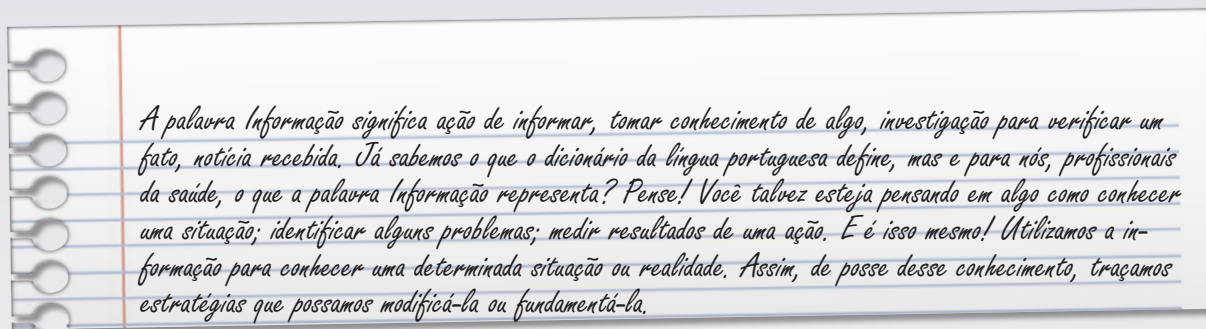 A palavra Informação significa ação de informar, tomar conhecimento de algo, investigação para verificar um
fato, notícia recebida. Já sabemos o que o dicionário da língua portuguesa define, mas e para nós, profissionais
da saúde, o que a palavra Informação representa? Pense! Você talvez esteja pensando em algo como conhecer
uma situação; identificar alguns problemas; medir resultados de uma ação. E é isso mesmo! Utilizamos a in-
formação para conhecer uma determinada situação ou realidade. Assim, de posse desse conhecimento, traçamos
estratégias que possamos modificá-la ou fundamentá-la.